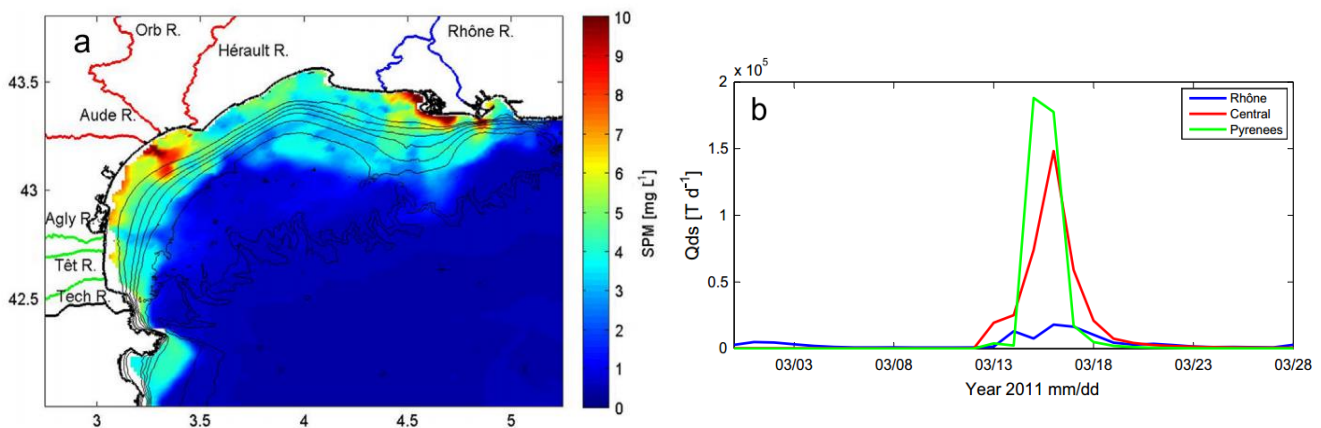 a
Orb R.
Hérault R.
Rhône R.
Aude R.
Agly R.
Têt R.
Tech R.
43.5
43
42.5
3
3.5
4
4.5
5
10
9
8
7
6
5
4
3
2
1
0
SPM [mg L⁻¹]
b
x 10⁵
2
1.5
1
0.5
0
Qds [T d⁻¹]
Rhône
Central
Pyrenees
03/03
03/08
03/13
03/18
03/23
03/28
Year 2011 mm/dd